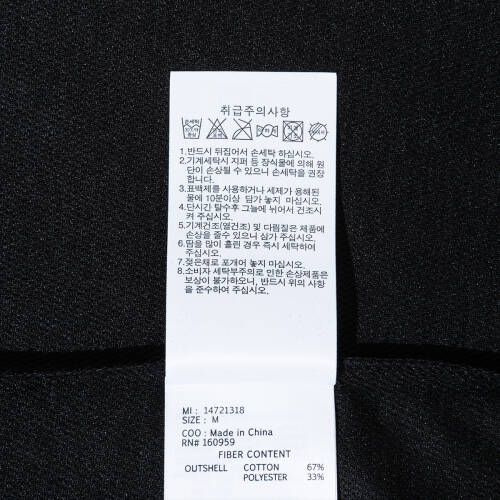 취급주의사항
1.반드시 뒤집어서 손세탁 하십시오.
2.기계세탁시 지퍼 등 장식물에 의해 원
단이 손상될 수 있으니 손세탁을 권장
합니다.
3.표백제를 사용하거나 세제가 용해된
물에 10분이상 담가 놓지 마십시오.
4.단시간 탈수후 그늘에 뉘어서 건조시
켜 주십시오.
5.기계건조(열건조) 및 다림질은 제품에
손상을 줄수 있으니 삼가 주십시오.
6.땀을 많이 흘린 경우 즉시 세탁하여
주십시오.
7.젖은채로 포개어 놓지 마십시오.
8.소비자 세탁부주의로 인한 손상제품은
보상이 불가하오니, 반드시 위의 사항
을 준수하여 주십시오.
MI : 14721318
SIZE : M
COO : Made in China
RN# 160959
FIBER CONTENT
OUTSHELL COTTON 67%
POLYESTER 33%